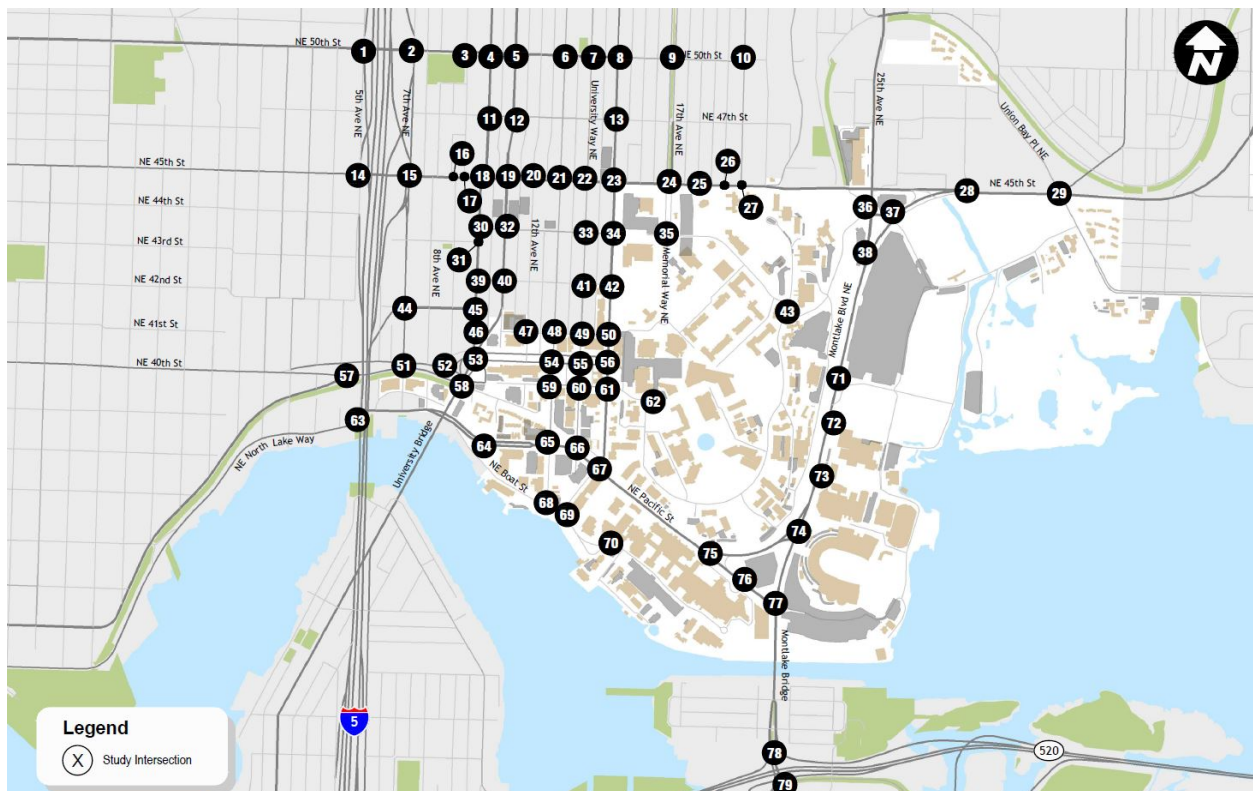 NE 50th St
1
2
3
4
5
6
7
8
9
NE 50th St
10
N
5th Ave NE
7th Ave NE
University Way NE
17th Ave NE
25th Ave NE
Union Bay Pl NE
11
12
13
NE 47th St
16
26
NE 45th St
14
15
18
19
20
21
22
23
24
25
28
NE 45th St
29
17
27
NE 44th St
36
37
30
32
12th Ave NE
33
34
35
NE 43rd St
31
8th Ave NE
Memorial Way NE
38
NE 42nd St
39
40
41
42
44
45
43
Montlake Blvd NE
NE 41st St
46
47
48
49
50
NE 40th St
57
51
52
53
54
55
56
71
58
59
60
61
62
63
72
NE North Lake Way
University Bridge
64
65
66
67
73
NE Boat St
NE Pacific St
68
69
70
74
75
76
77
Montlake Bridge
5
Legend
X
Study Intersection
78
520
79